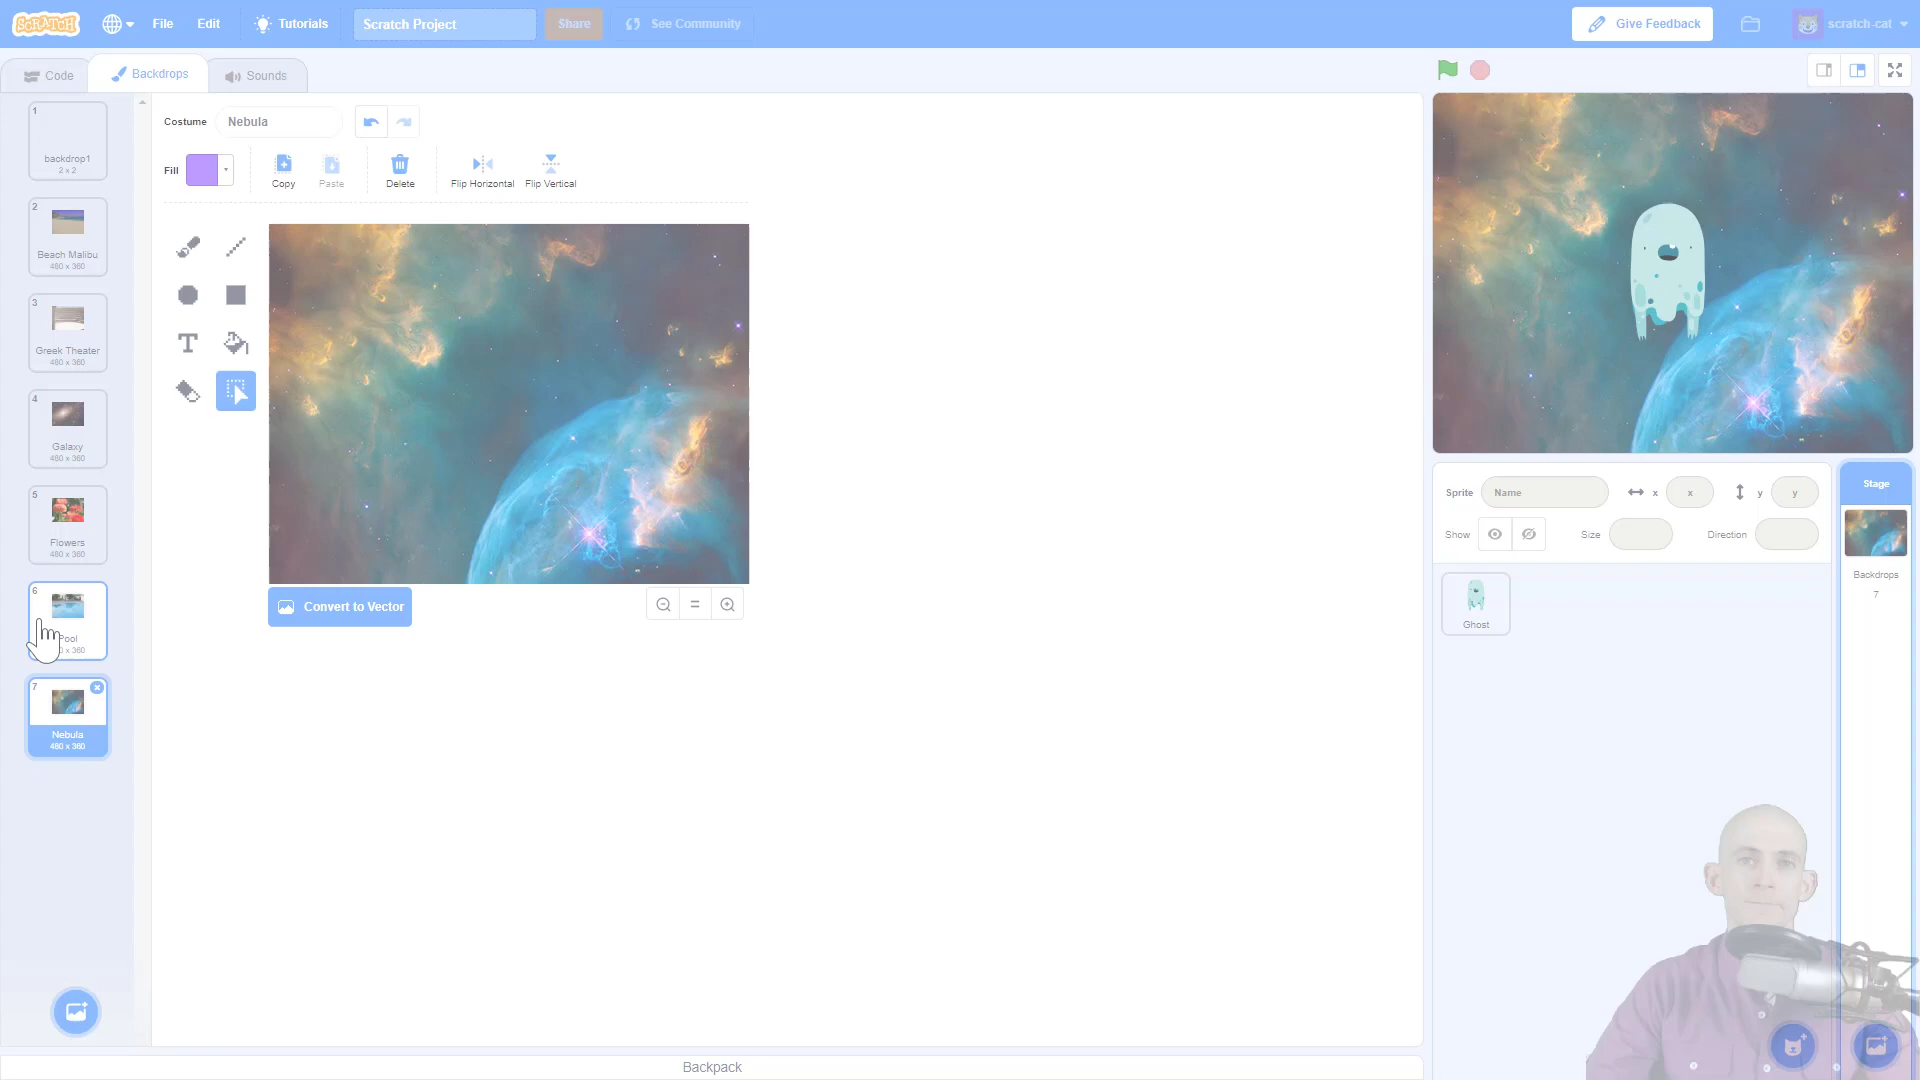 SCRATCH File Edit Tutorials Scratch Project Share See Community Give Feedback scratch-cat
Code Backdrops Sounds
Costume Nebula
Fill Copy Paste Delete Flip Horizontal Flip Vertical
1
backdrop1
2 x 2
2
Beach Malibu
480 x 360
3
Greek Theater
480 x 360
4
Galaxy
480 x 360
5
Flowers
480 x 360
6
Pool
x 360
7
Nebula
480 x 360
T
Convert to Vector
Sprite Name x x y y
Show Size Direction
Ghost
Stage
Backdrops
7
Backpack